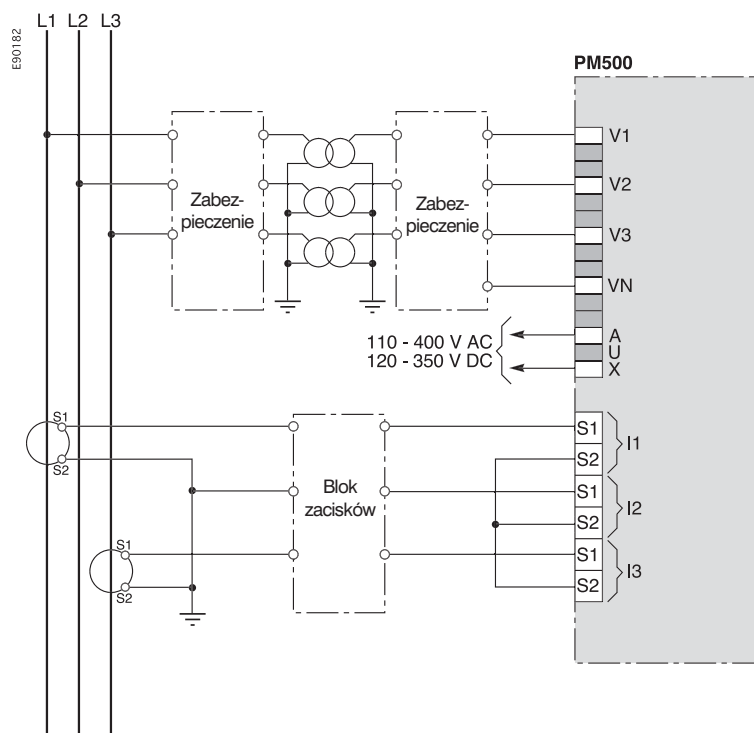 L1 L2 L3
E90182
PM500
Zabez-
pieczenie
Zabez-
pieczenie
V1
V2
V3
VN
110 - 400 V AC
120 - 350 V DC
A
U
X
S1
S2
S1
S2
Blok
zacisków
S1
S2
I1
S1
S2
I2
S1
S2
I3